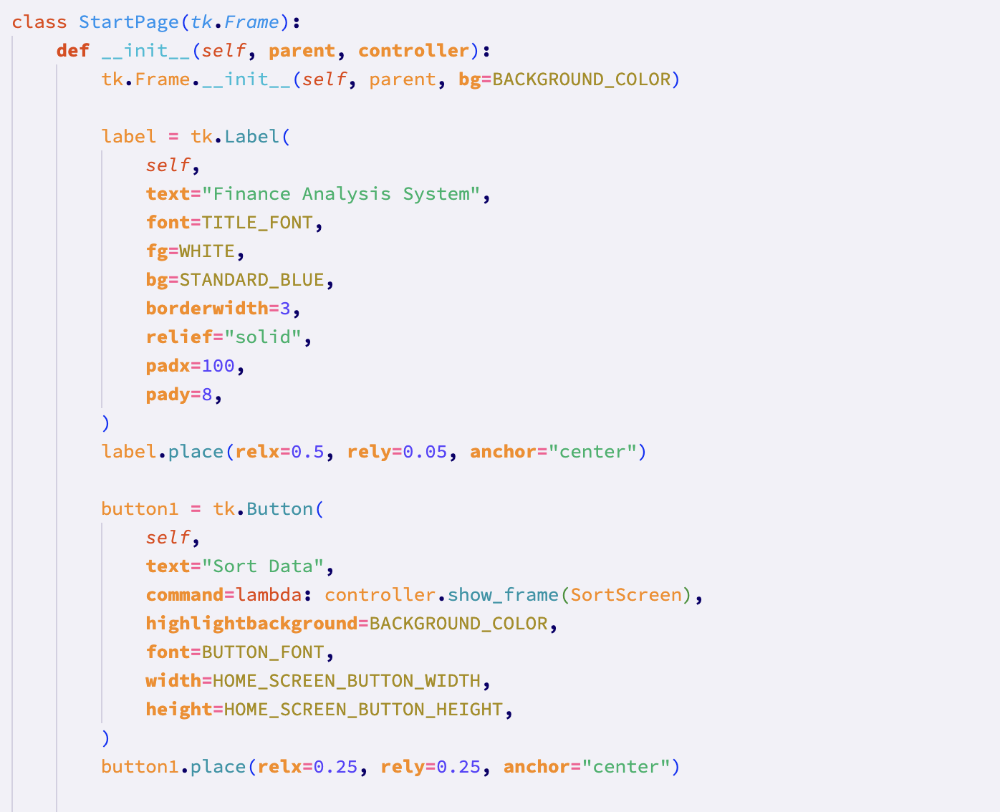 class StartPage(tk.Frame):
    def __init__(self, parent, controller):
        tk.Frame.__init__(self, parent, bg=BACKGROUND_COLOR)

        label = tk.Label(
            self,
            text="Finance Analysis System",
            font=TITLE_FONT,
            fg=WHITE,
            bg=STANDARD_BLUE,
            borderwidth=3,
            relief="solid",
            padx=100,
            pady=8,
        )
        label.place(relx=0.5, rely=0.05, anchor="center")

        button1 = tk.Button(
            self,
            text="Sort Data",
            command=lambda: controller.show_frame(SortScreen),
            highlightbackground=BACKGROUND_COLOR,
            font=BUTTON_FONT,
            width=HOME_SCREEN_BUTTON_WIDTH,
            height=HOME_SCREEN_BUTTON_HEIGHT,
        )
        button1.place(relx=0.25, rely=0.25, anchor="center")